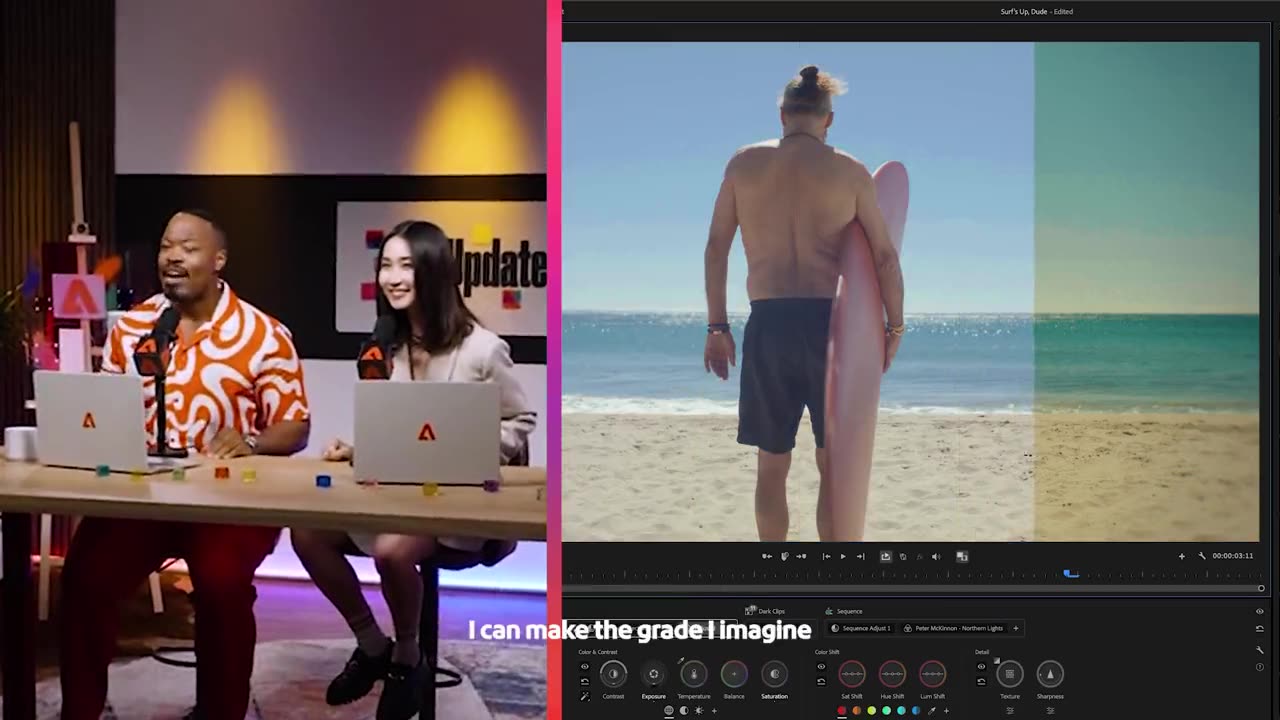 Surf's Up, Dude - Edited
Update
00:00:03:11
Dark Clips
Sequence
I can make the grade I imagine
Sequence Adjust 1
Peter McKinnon - Northern Lights
Color & Contrast
Color Shift
Detail
Contrast
Exposure
Temperature
Balance
Saturation
Sat Shift
Hue Shift
Lum Shift
Texture
Sharpness